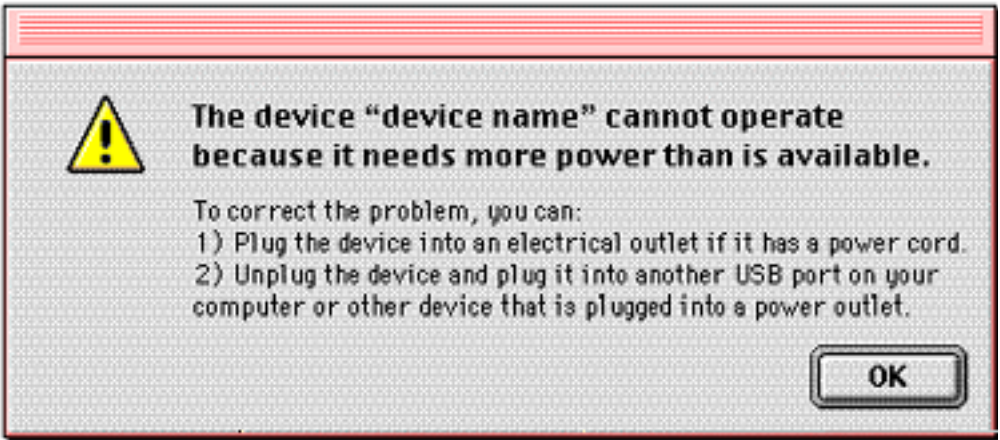 The device “device name” cannot operate
because it needs more power than is available.
To correct the problem, you can:
1) Plug the device into an electrical outlet if it has a power cord.
2) Unplug the device and plug it into another USB port on your
computer or other device that is plugged into a power outlet.
OK